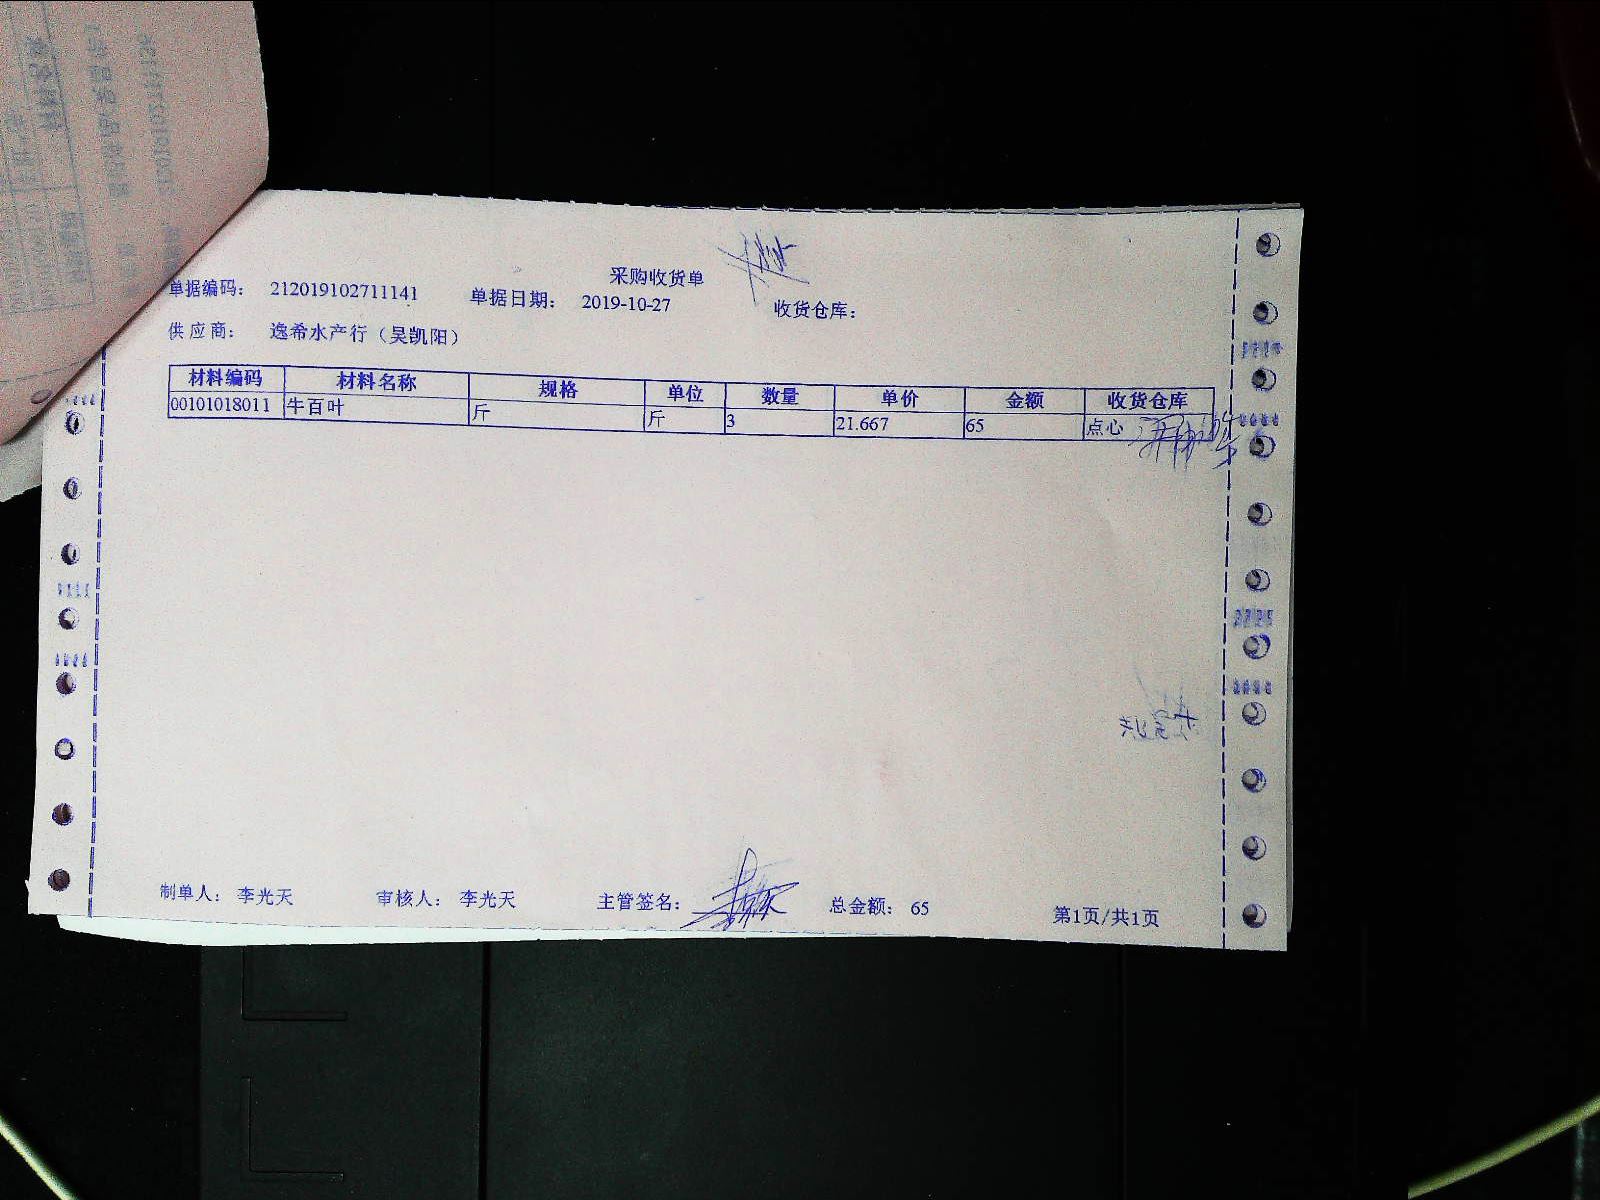 采购收货单
单据编码： 212019102711141 单据日期： 2019-10-27 收货仓库：
供应商： 逸希水产行（吴凯阳）
材料编码 材料名称 规格 单位 数量 单价 金额 收货仓库
00101018011 牛百叶 斤 斤 3 21.667 65 点心
制单人： 李光天 审核人： 李光天 主管签名： 总金额： 65 第1页/共1页